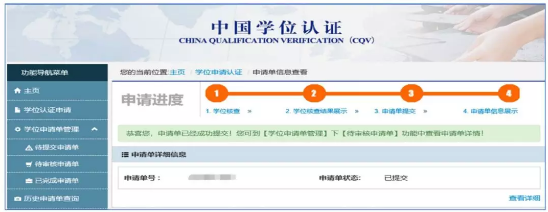 中国学位认证
CHINA QUALIFICATION VERIFICATION (CQV)
功能导航菜单
您的当前位置:主页 学位申请认证 申请单信息查看
主页
学位认证申请
学位申请单管理
待提交申请单
待审核申请单
已完成申请单
历史申请单查询
申请进度
1 2 3 4
1. 学位核查 » 2. 学位核查结果展示 » 3. 申请单提交 » 4. 申请单信息展示
恭喜您，申请单已经成功提交！您可到【学位申请单管理】下【待审核申请单】功能中查看申请单详情！
申请单详细信息
申请单号： 申请单状态: 已提交
查看详细